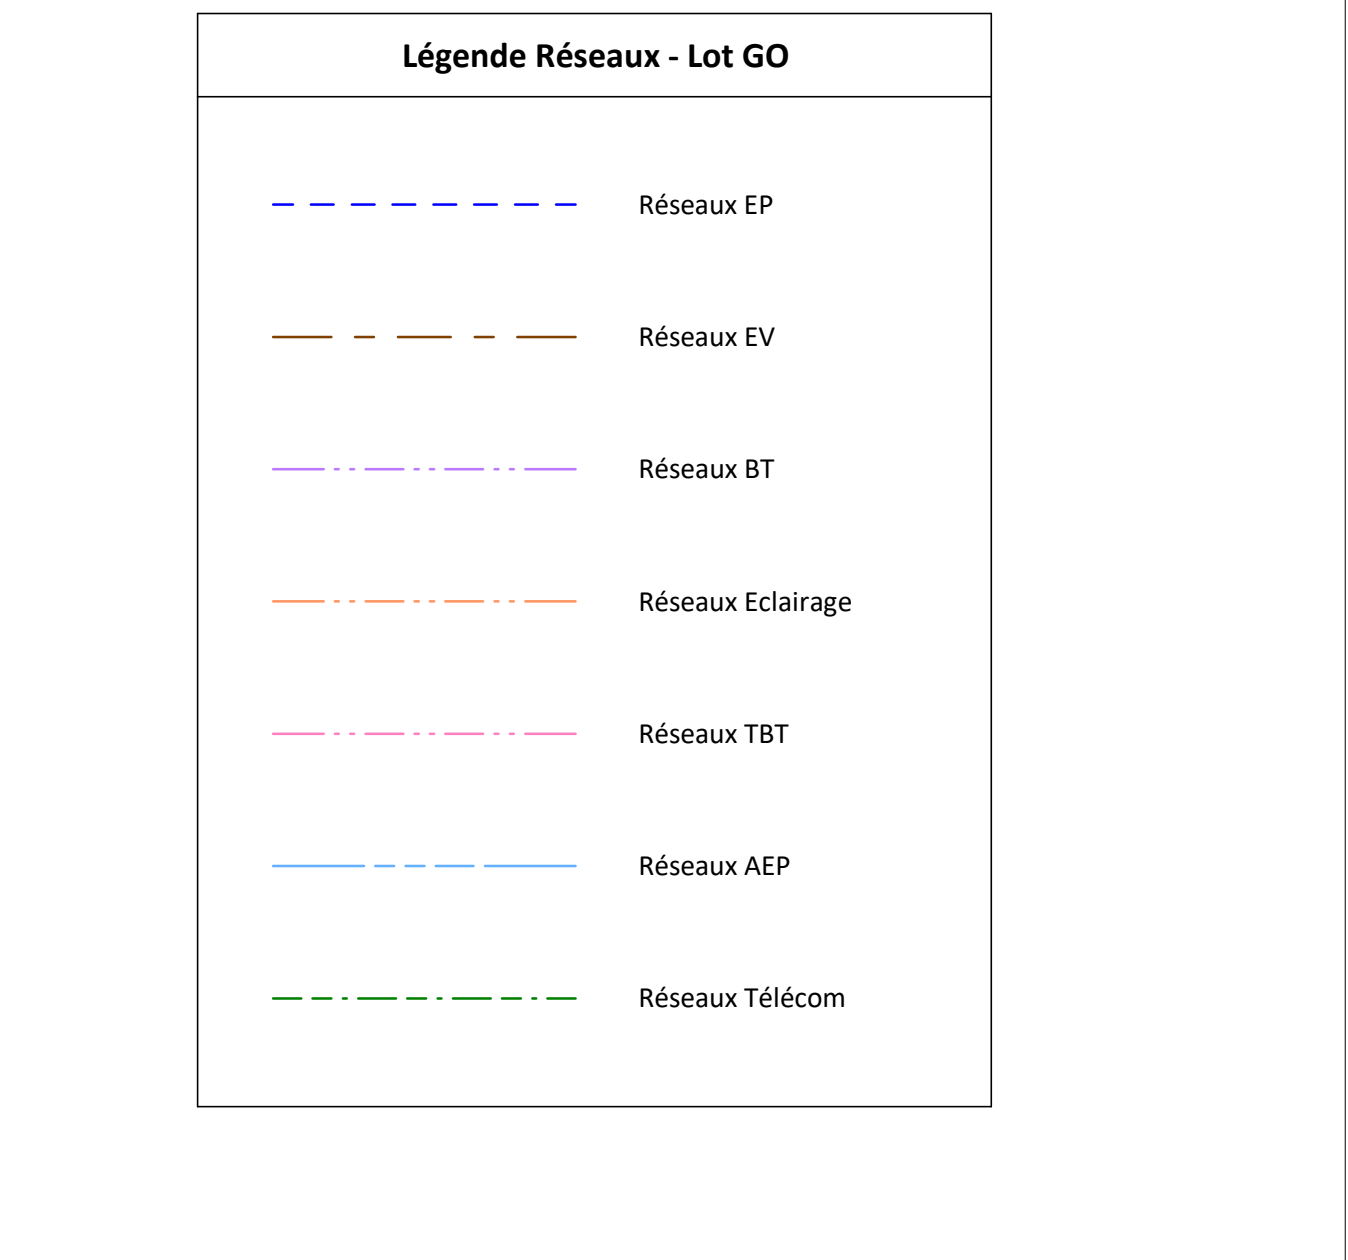 Légende Réseaux - Lot GO
Réseaux EP
Réseaux EV
Réseaux BT
Réseaux Eclairage
Réseaux TBT
Réseaux AEP
Réseaux Télécom